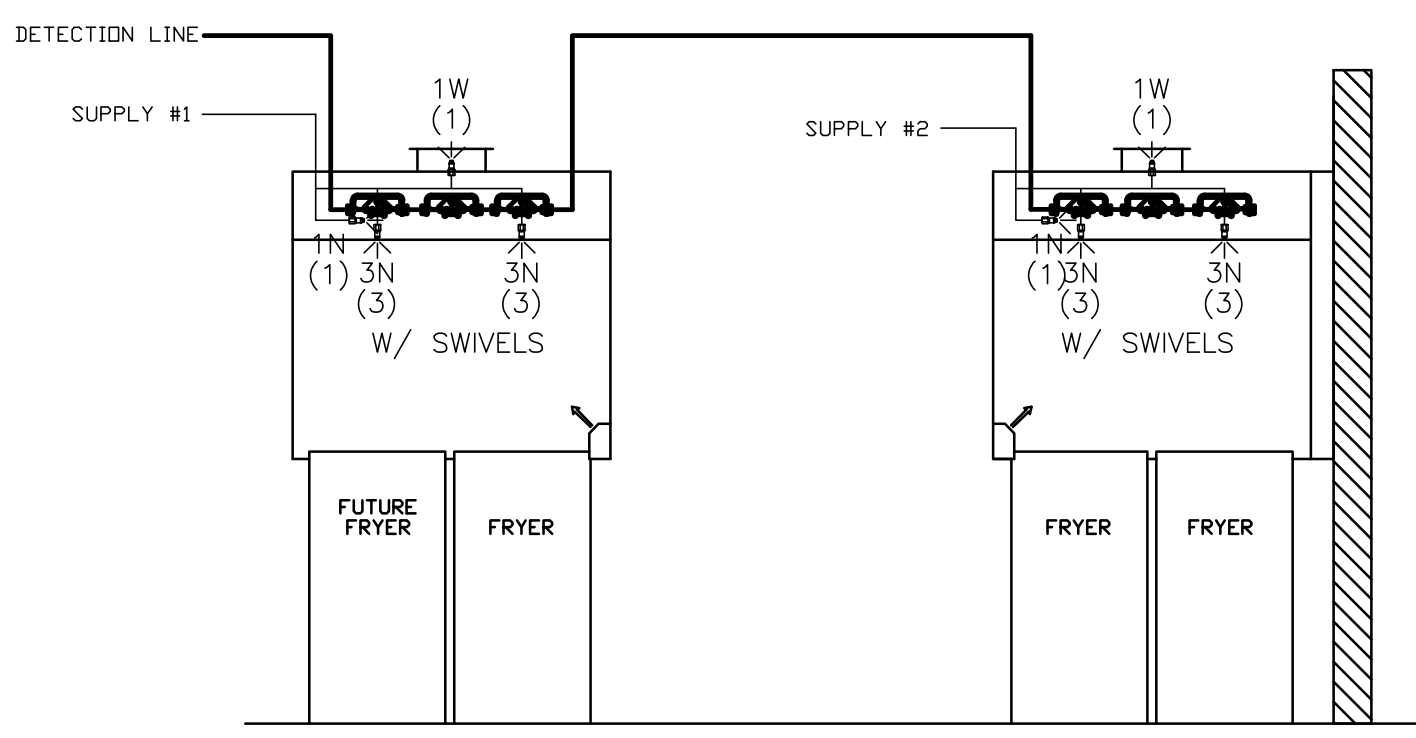 DETECTION LINE
1W
(1)
1W
(1)
SUPPLY #1
SUPPLY #2
1N
(1)
3N
(3)
3N
(3)
W/ SWIVELS
1N
(1)
3N
(3)
3N
(3)
W/ SWIVELS
FUTURE
FRYER
FRYER
FRYER
FRYER